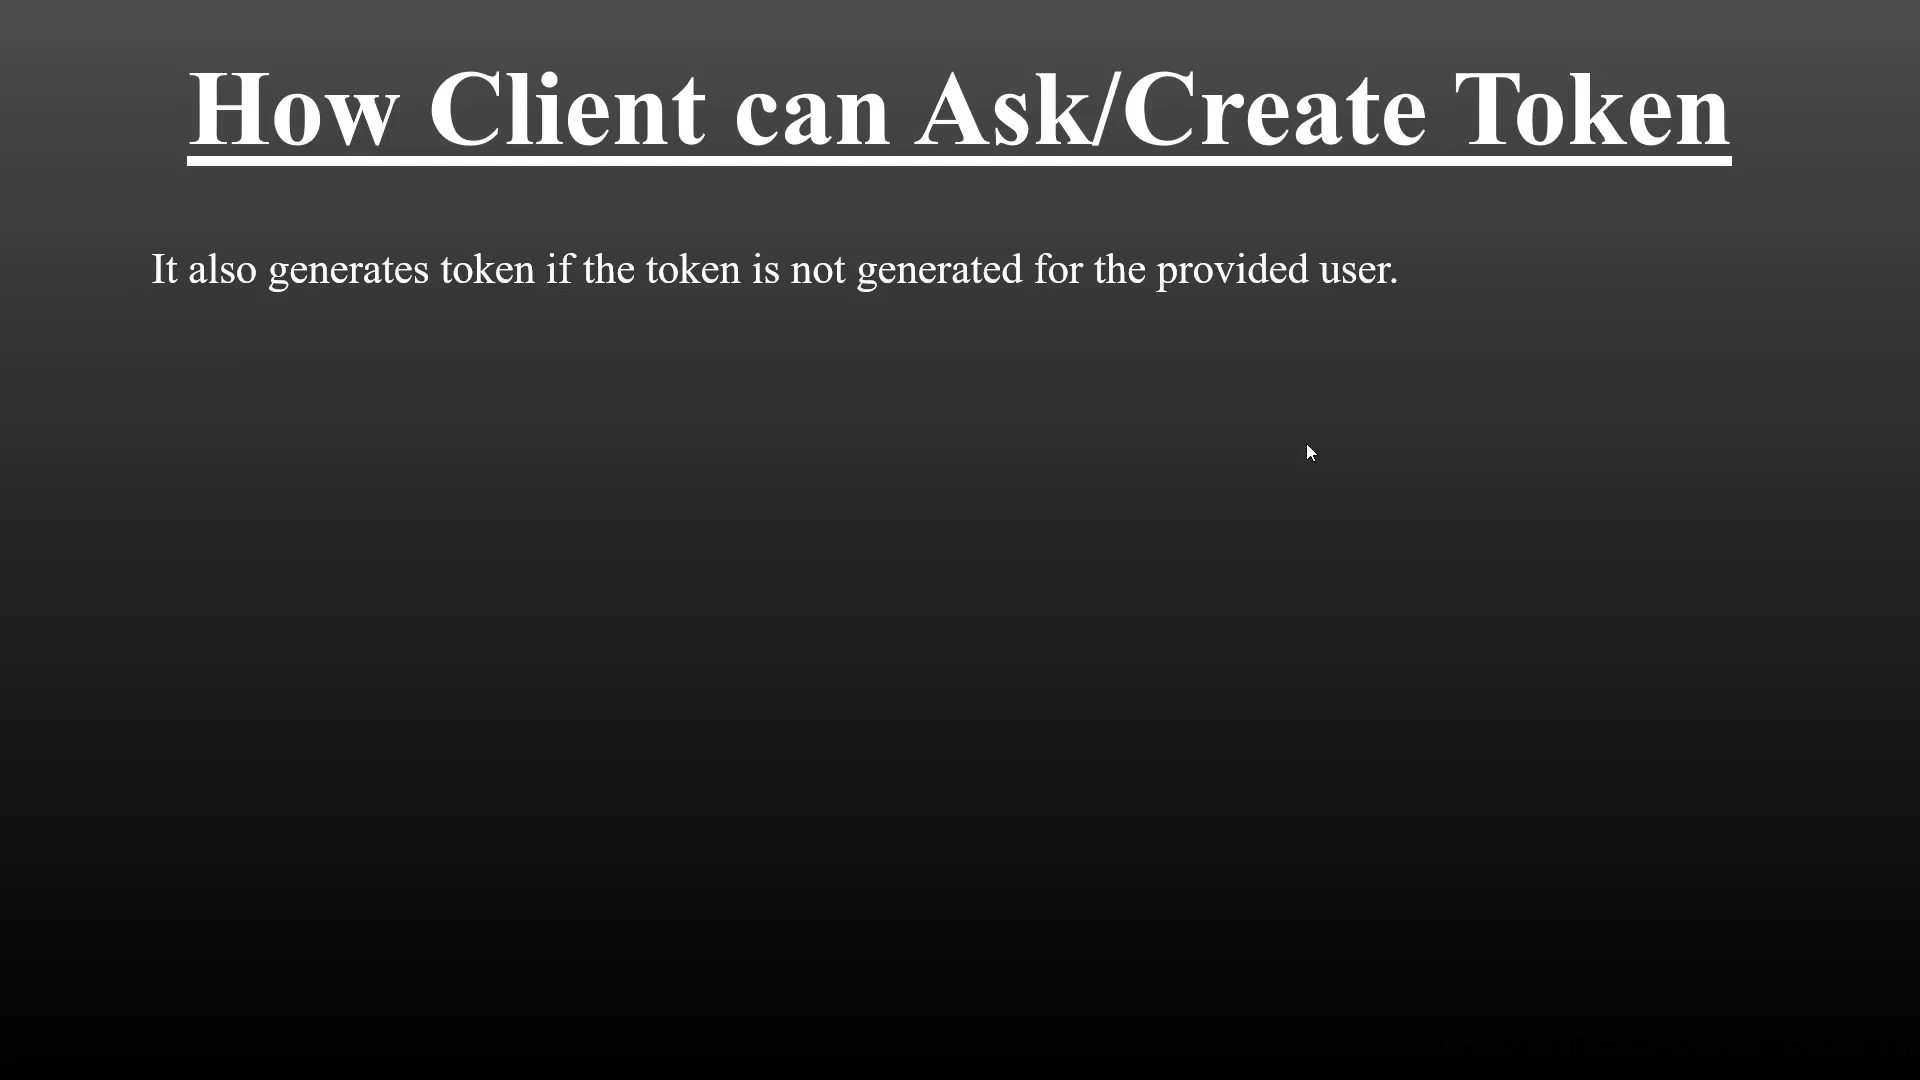 How Client can Ask/Create Token
It also generates token if the token is not generated for the provided user.